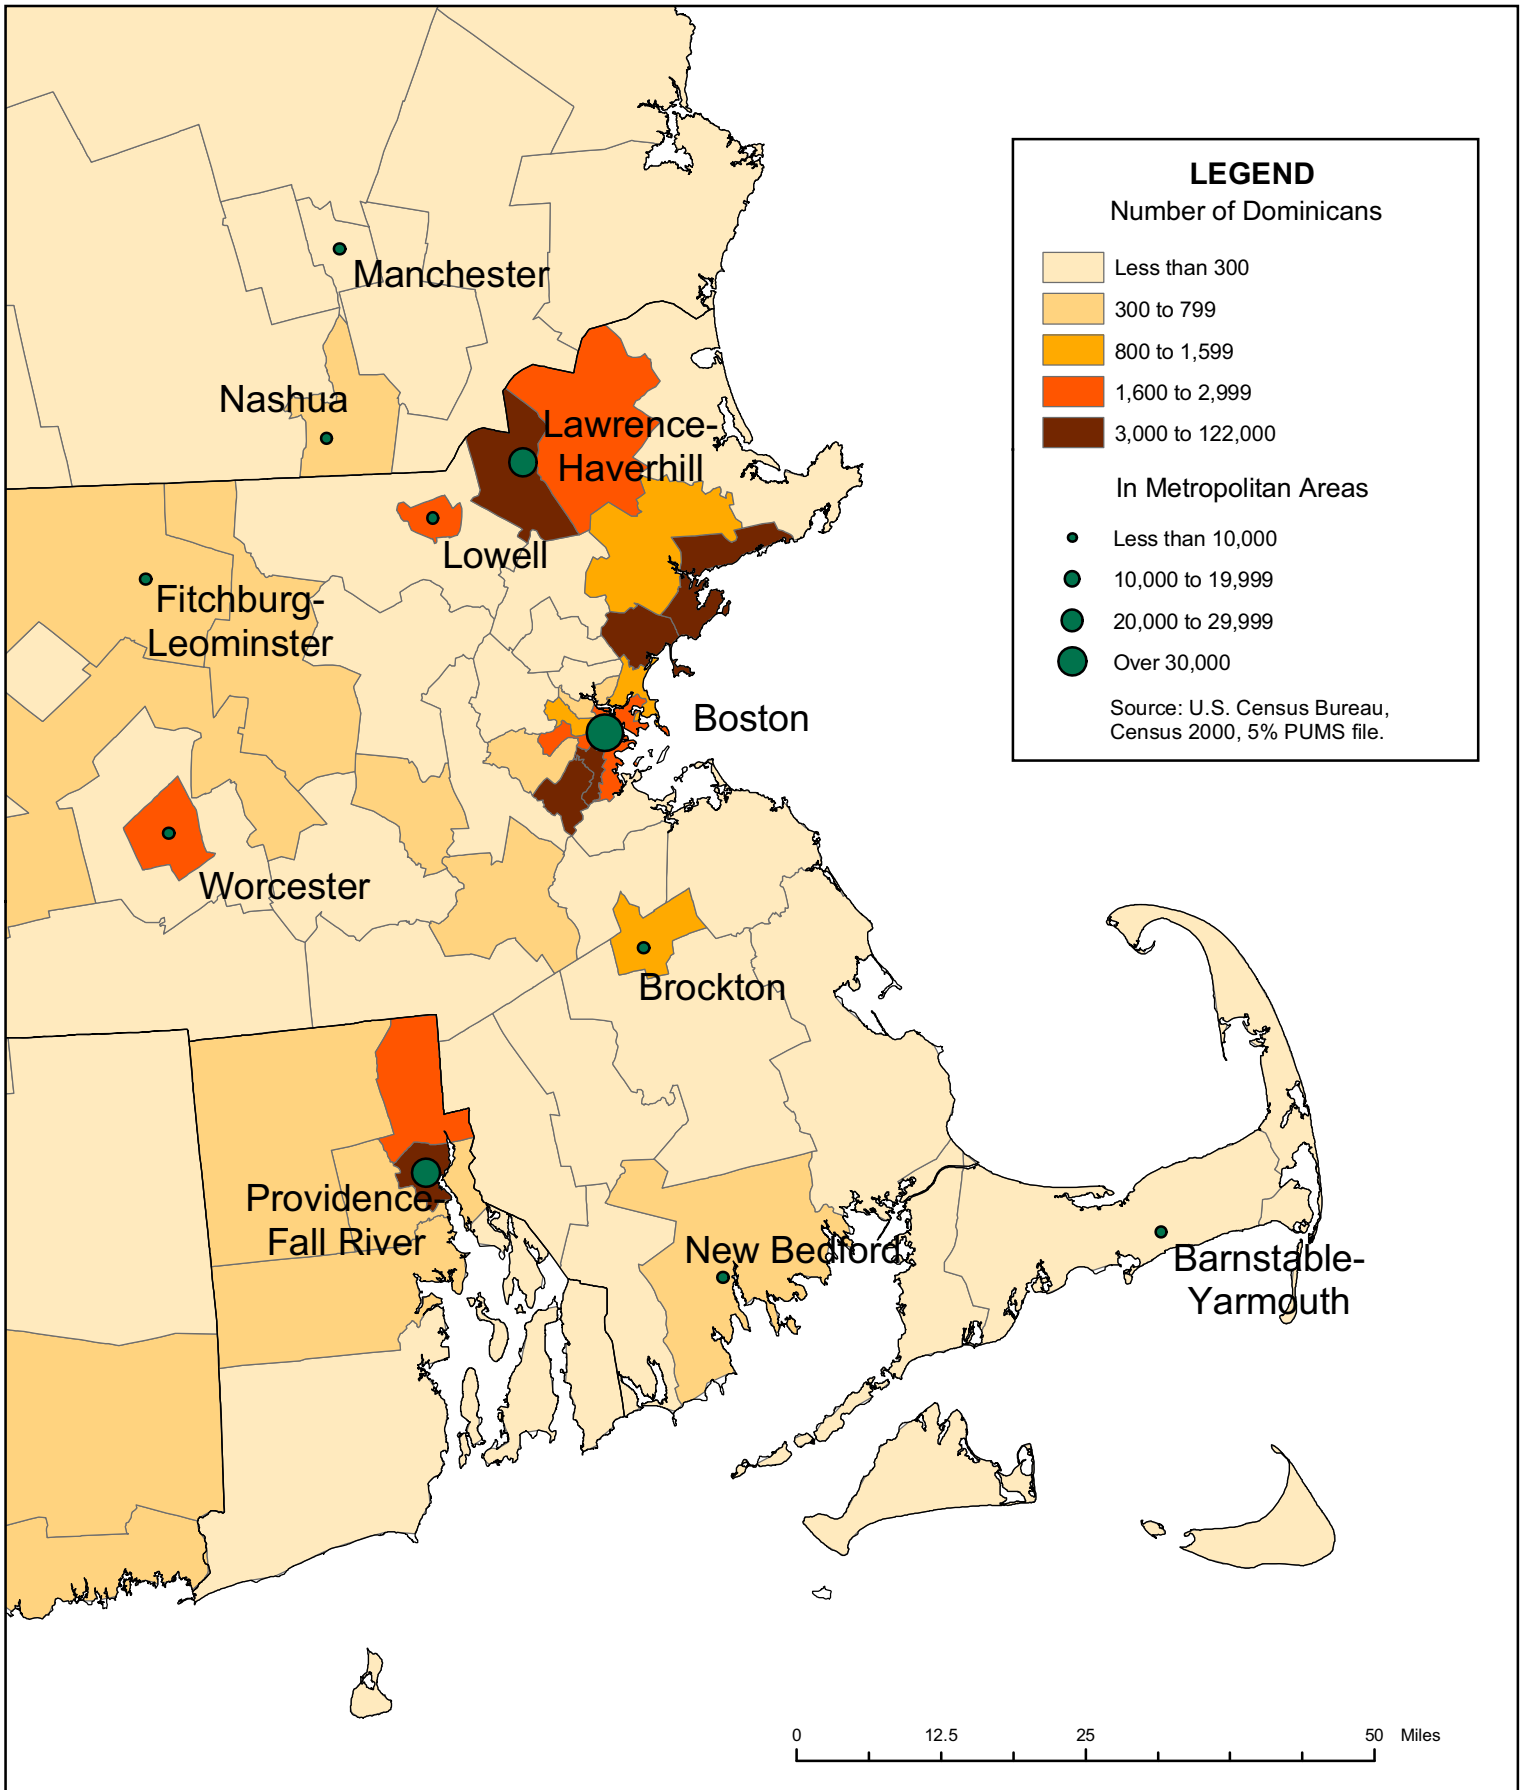 LEGEND
Number of Dominicans
Less than 300
300 to 799
800 to 1,599
1,600 to 2,999
3,000 to 122,000
In Metropolitan Areas
Less than 10,000
10,000 to 19,999
20,000 to 29,999
Over 30,000
Source: U.S. Census Bureau,
Census 2000, 5% PUMS file.
Manchester
Nashua
Lawrence-
Haverhill
Lowell
Fitchburg-
Leominster
Boston
Worcester
Brockton
Providence-
Fall River
New Bedford
Barnstable-
Yarmouth
0 12.5 25 50 Miles